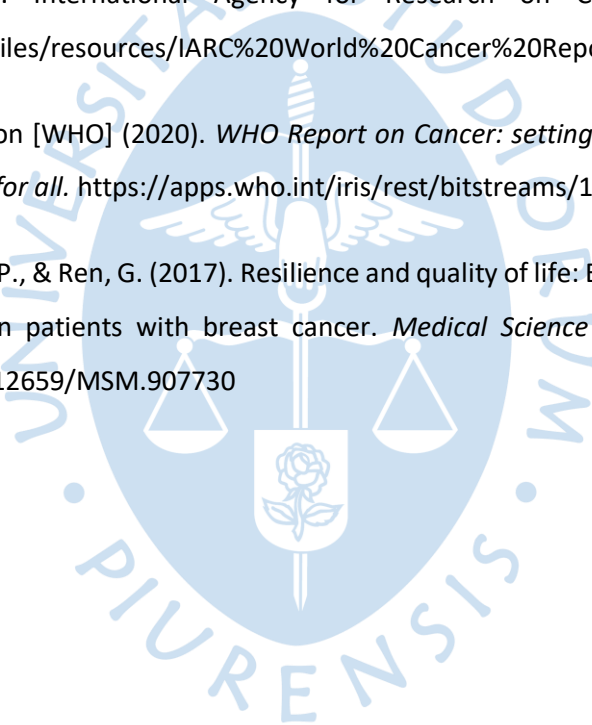 International Agency for Research on C
iles/resources/IARC%20World%20Cancer%20Repo
on [WHO] (2020). WHO Report on Cancer: setting
for all. https://apps.who.int/iris/rest/bitstreams/1
P., & Ren, G. (2017). Resilience and quality of life: E
n patients with breast cancer. Medical Science
12659/MSM.907730
UNIVERSITAS STUDIORUM
PIURENSIS